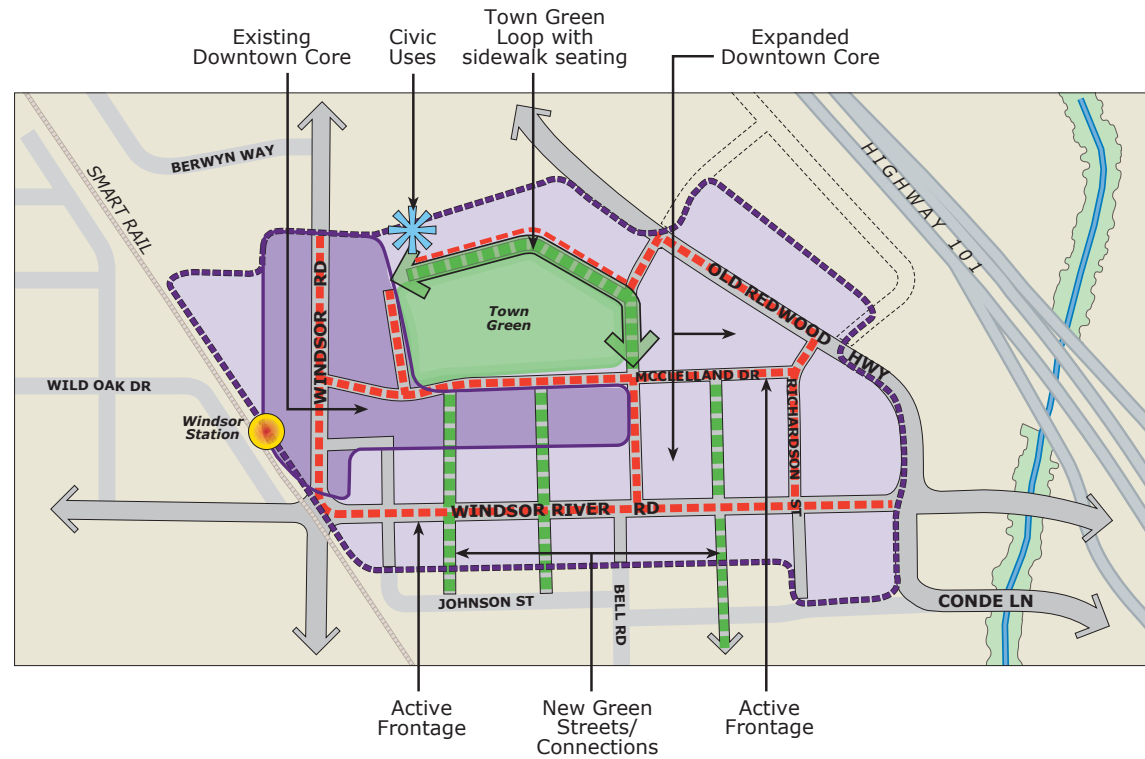 Existing
Downtown Core
Civic
Uses
Town Green
Loop with
sidewalk seating
Expanded
Downtown Core
BERWYN WAY
SMART RAIL
HIGHWAY 101
WINDSOR RD
OLD REDWOOD HWY
Town
Green
WILD OAK DR
MCCLELLAND DR
RICHARDSON ST
Windsor
Station
WINDSOR RIVER RD
JOHNSON ST
BELL RD
CONDE LN
Active
Frontage
New Green
Streets/
Connections
Active
Frontage